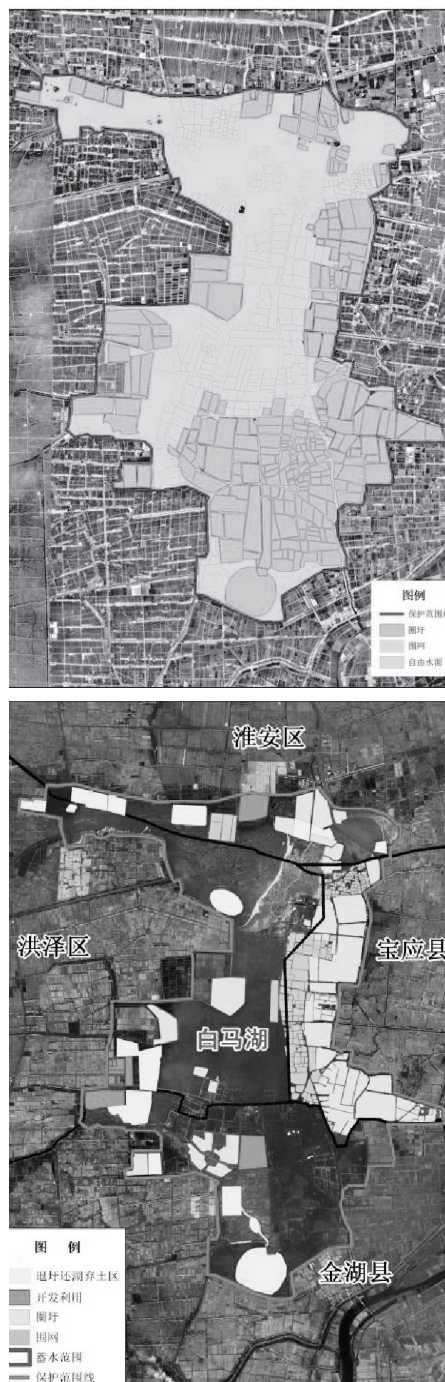 图例
保护范围线
圈圩
围网
自由水面
淮安区
洪泽区
宝应县
白马湖
金湖县
图 例
退圩还湖弃土区
开发利用
圈圩
围网
蓄水范围
保护范围线